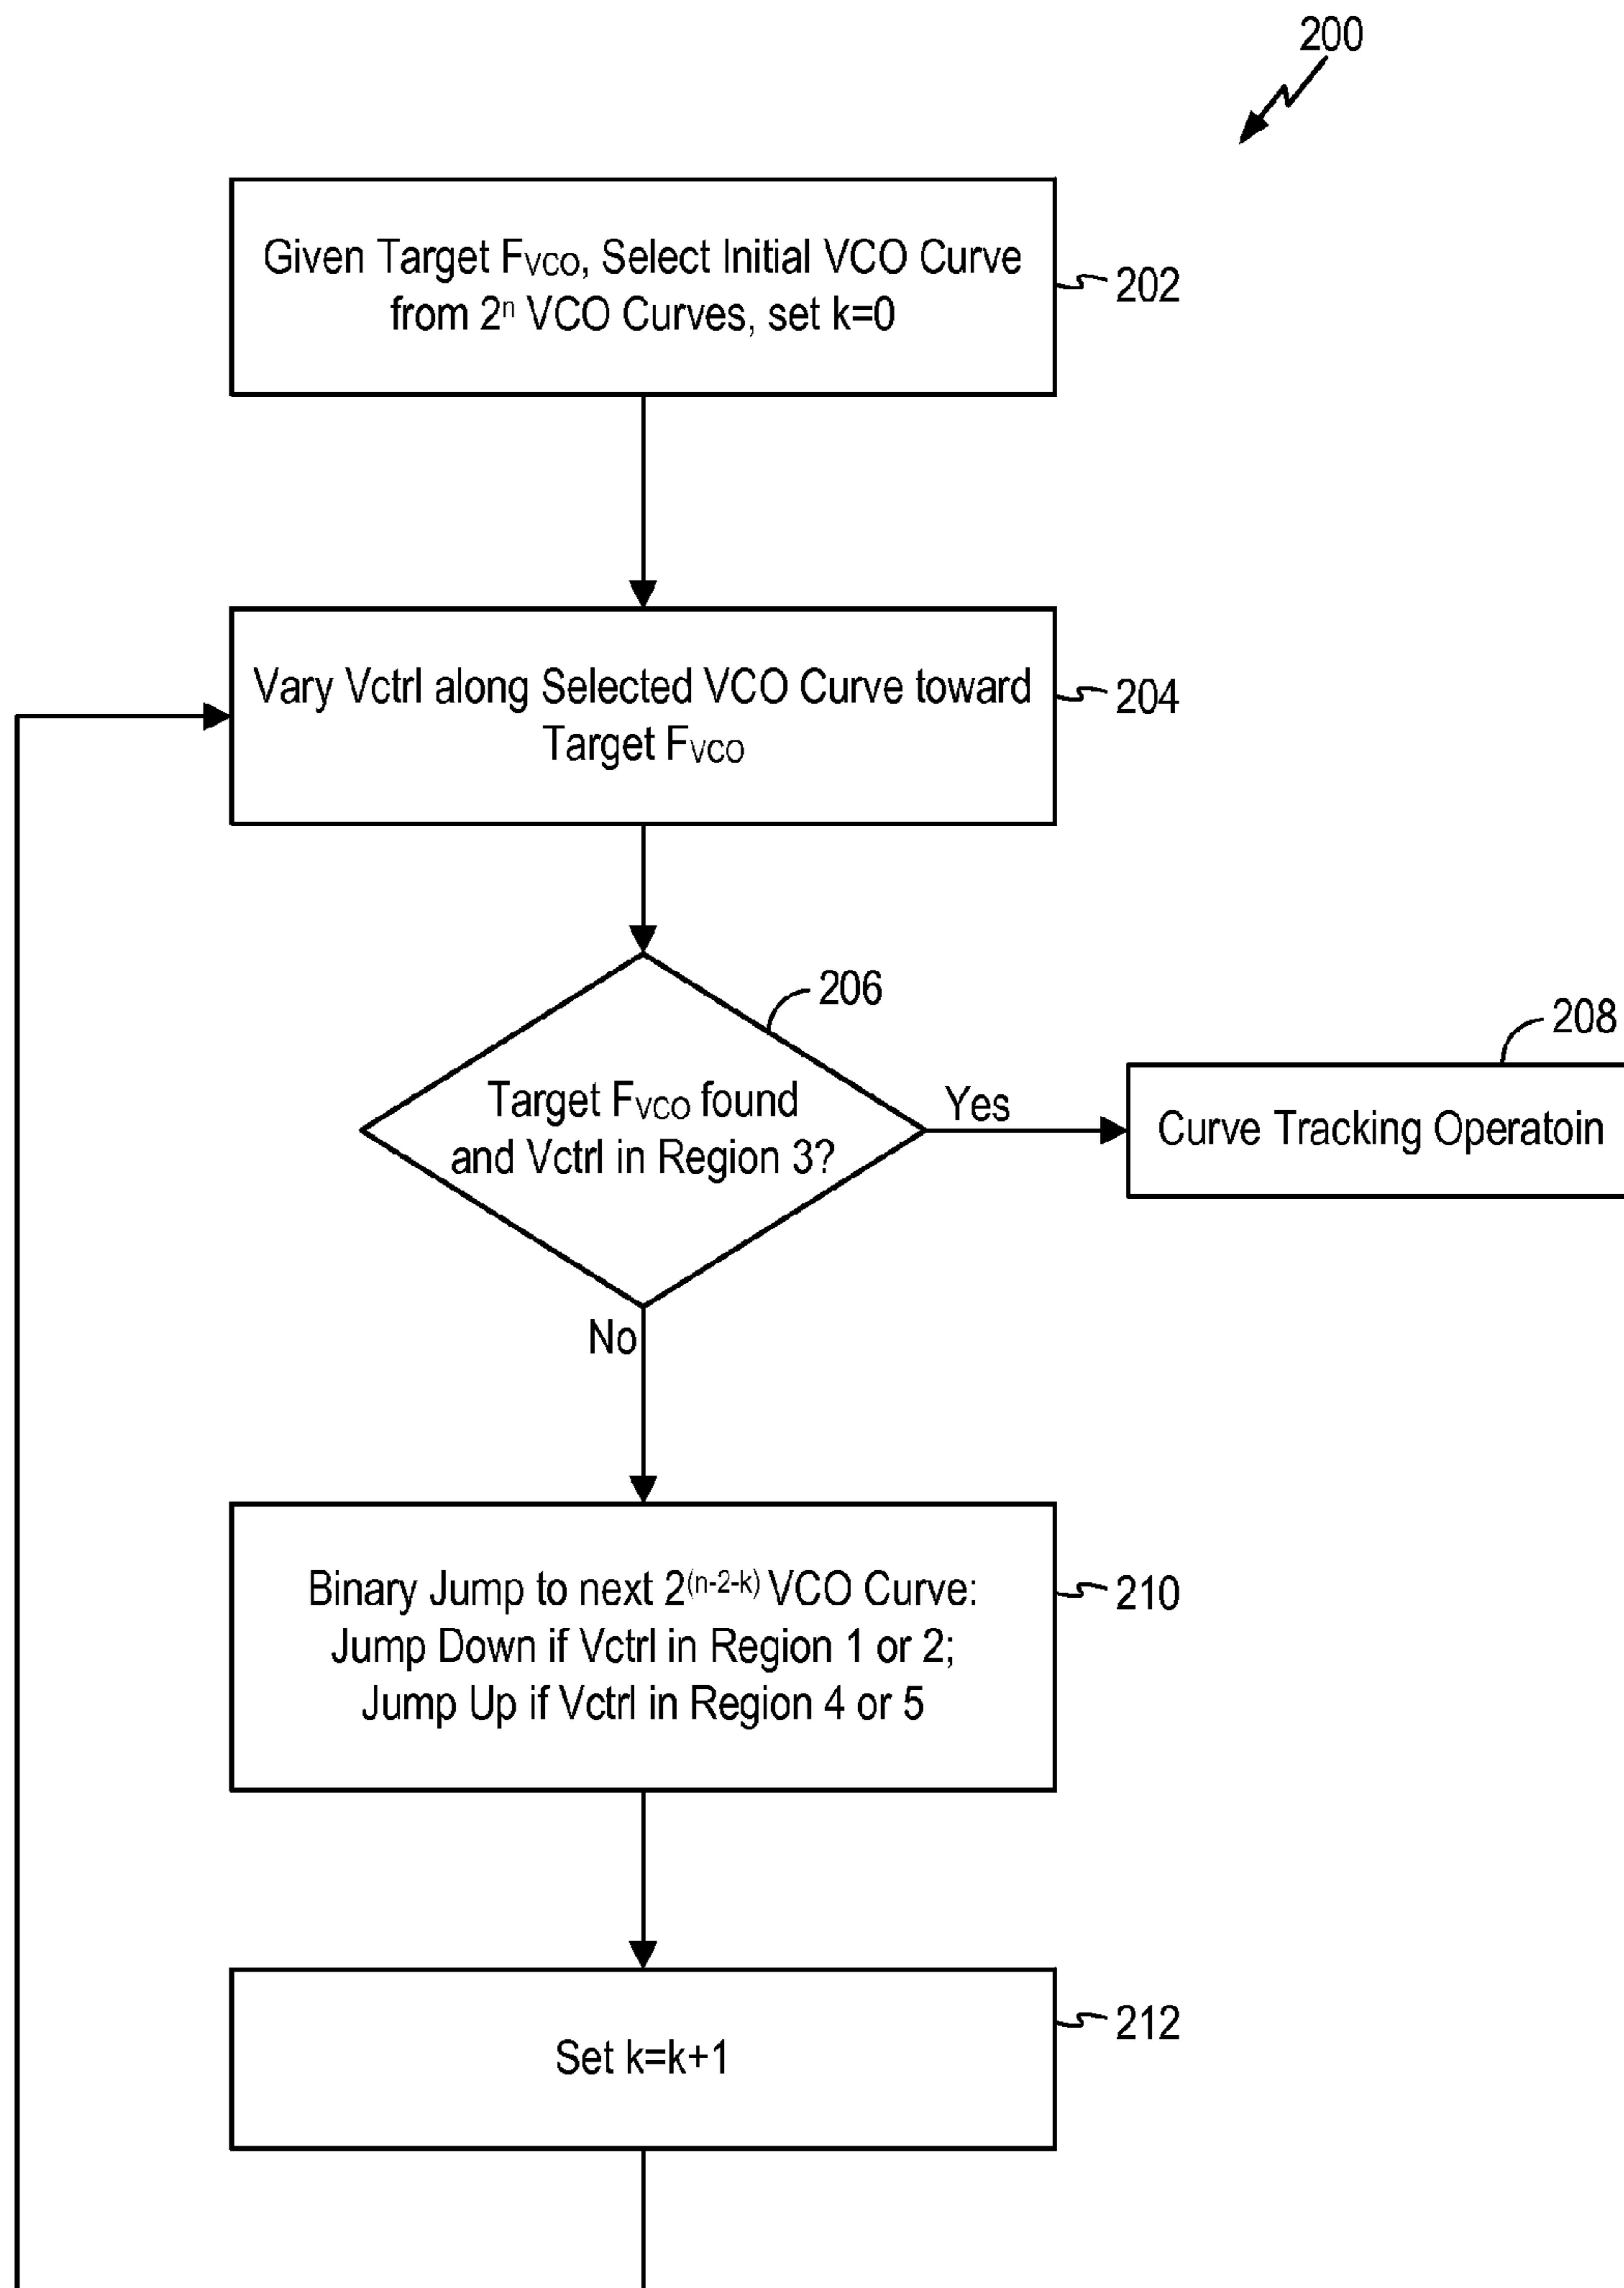 200
Given Target FVCO, Select Initial VCO Curve
from 2ⁿ VCO Curves, set k=0
202
Vary Vctrl along Selected VCO Curve toward
Target FVCO
204
206
Target FVCO found
and Vctrl in Region 3?
Yes
208
Curve Tracking Operatoin
No
Binary Jump to next 2⁽ⁿ⁻²⁻ᵏ⁾ VCO Curve:
Jump Down if Vctrl in Region 1 or 2;
Jump Up if Vctrl in Region 4 or 5
210
Set k=k+1
212